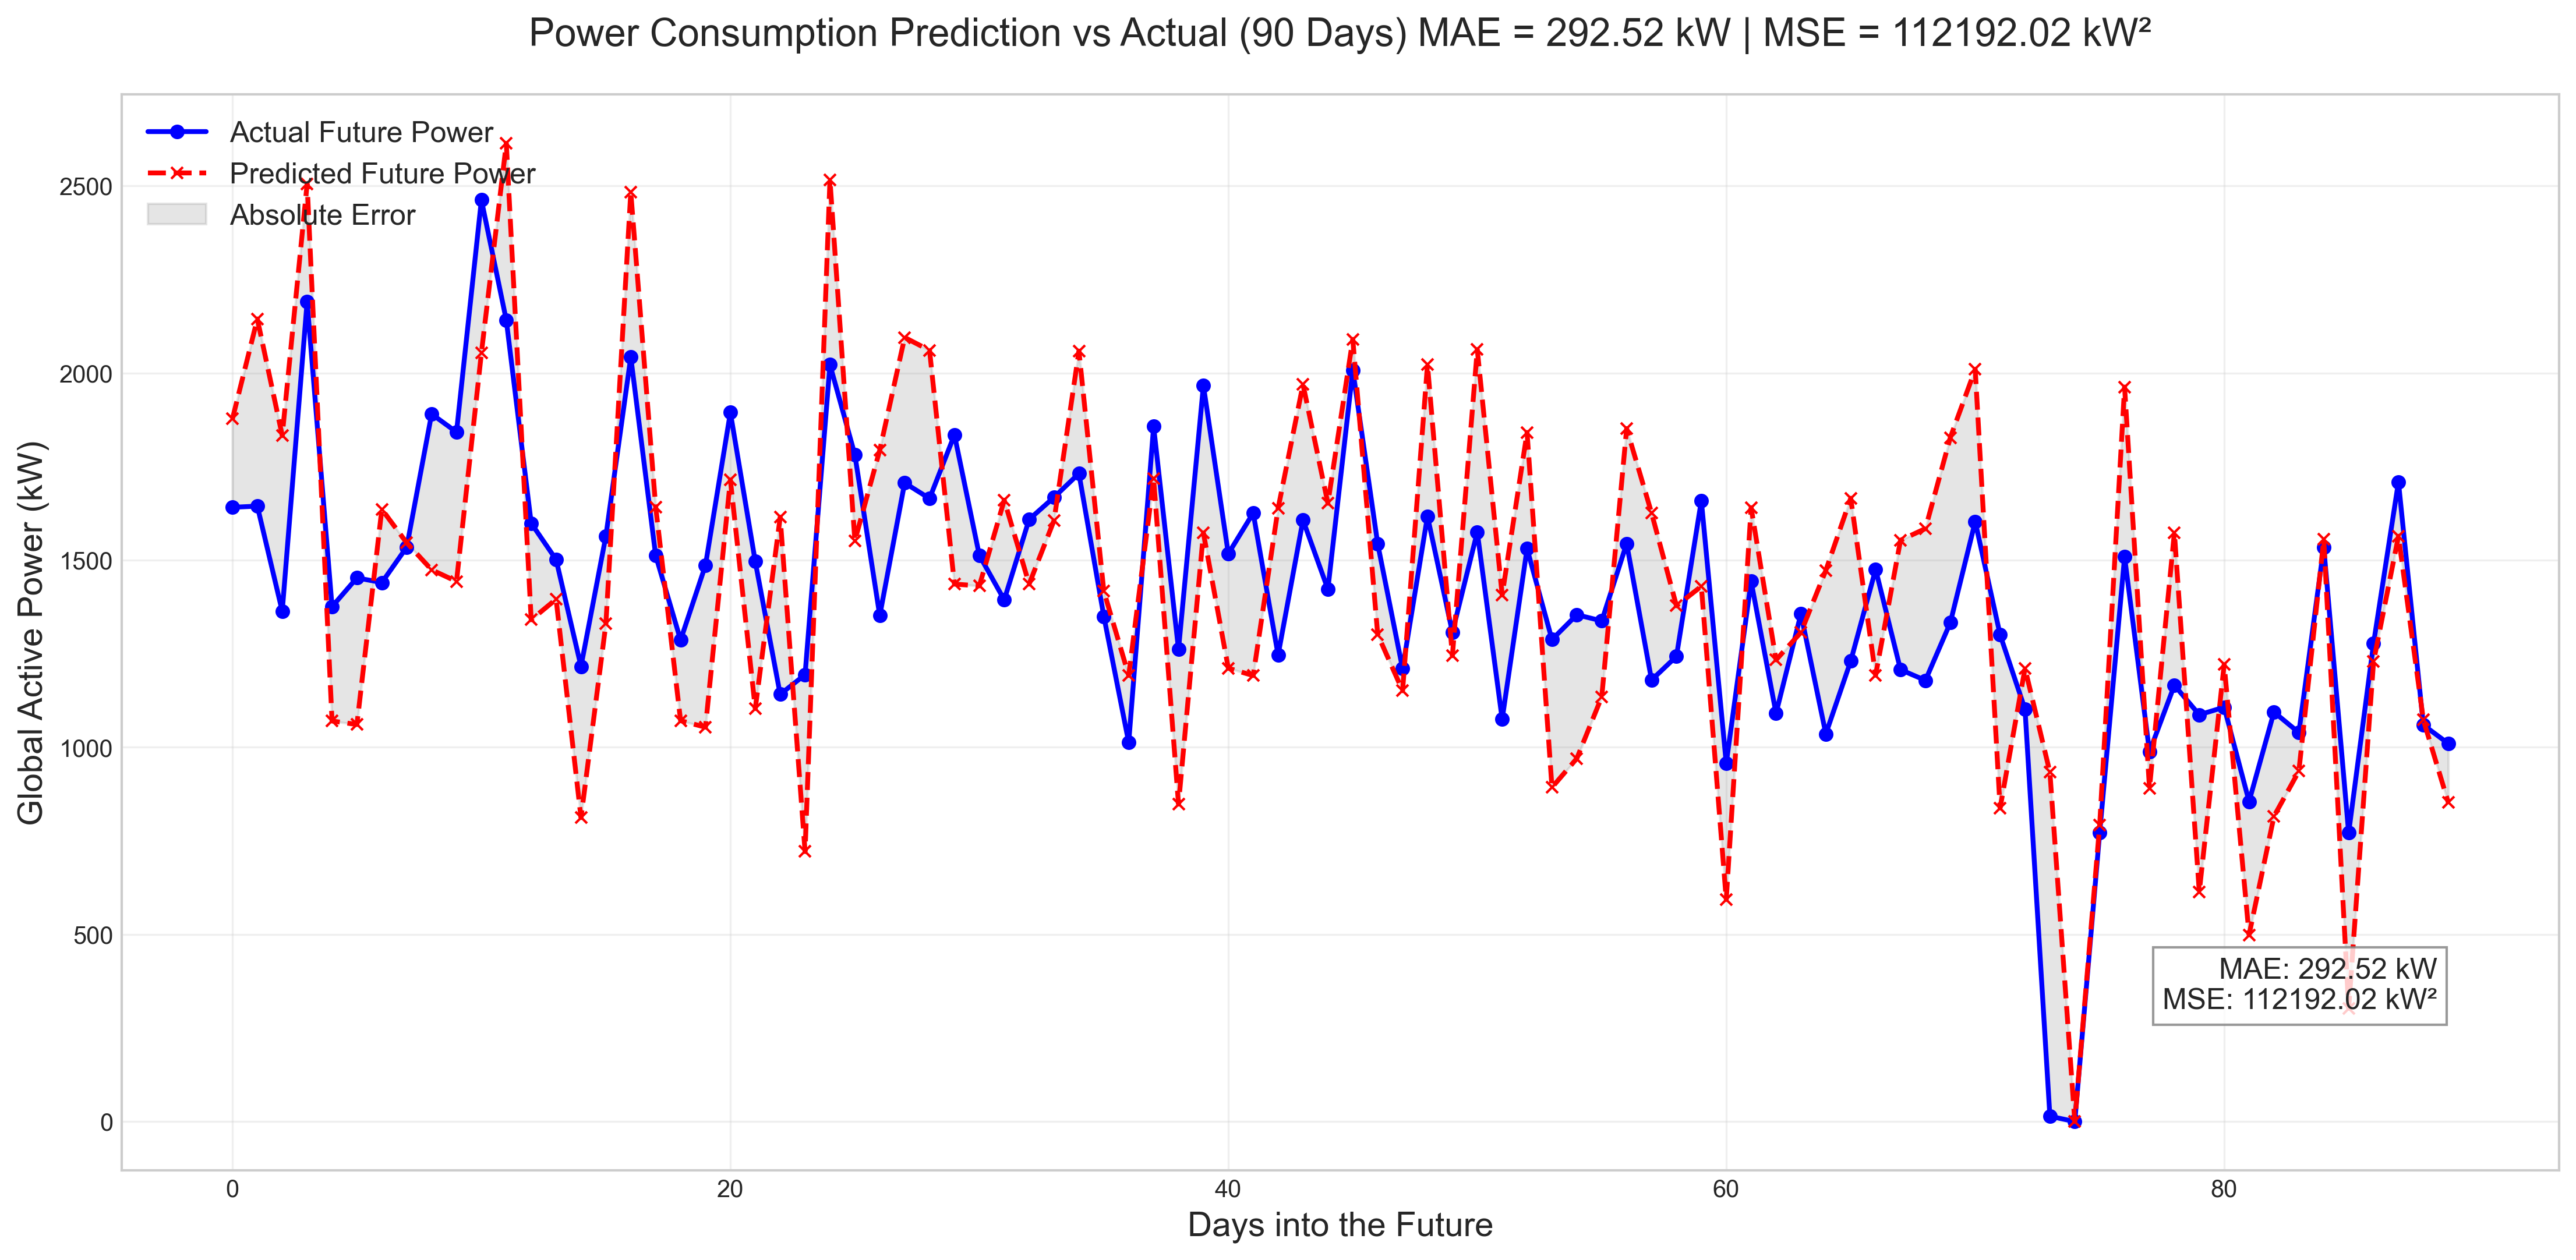 Power Consumption Prediction vs Actual (90 Days) MAE = 292.52 kW | MSE = 112192.02 kW²
Actual Future Power
Predicted Future Power
Absolute Error
Global Active Power (kW)
2500
2000
1500
1000
500
0
MAE: 292.52 kW
MSE: 112192.02 kW²
0
20
40
60
80
Days into the Future